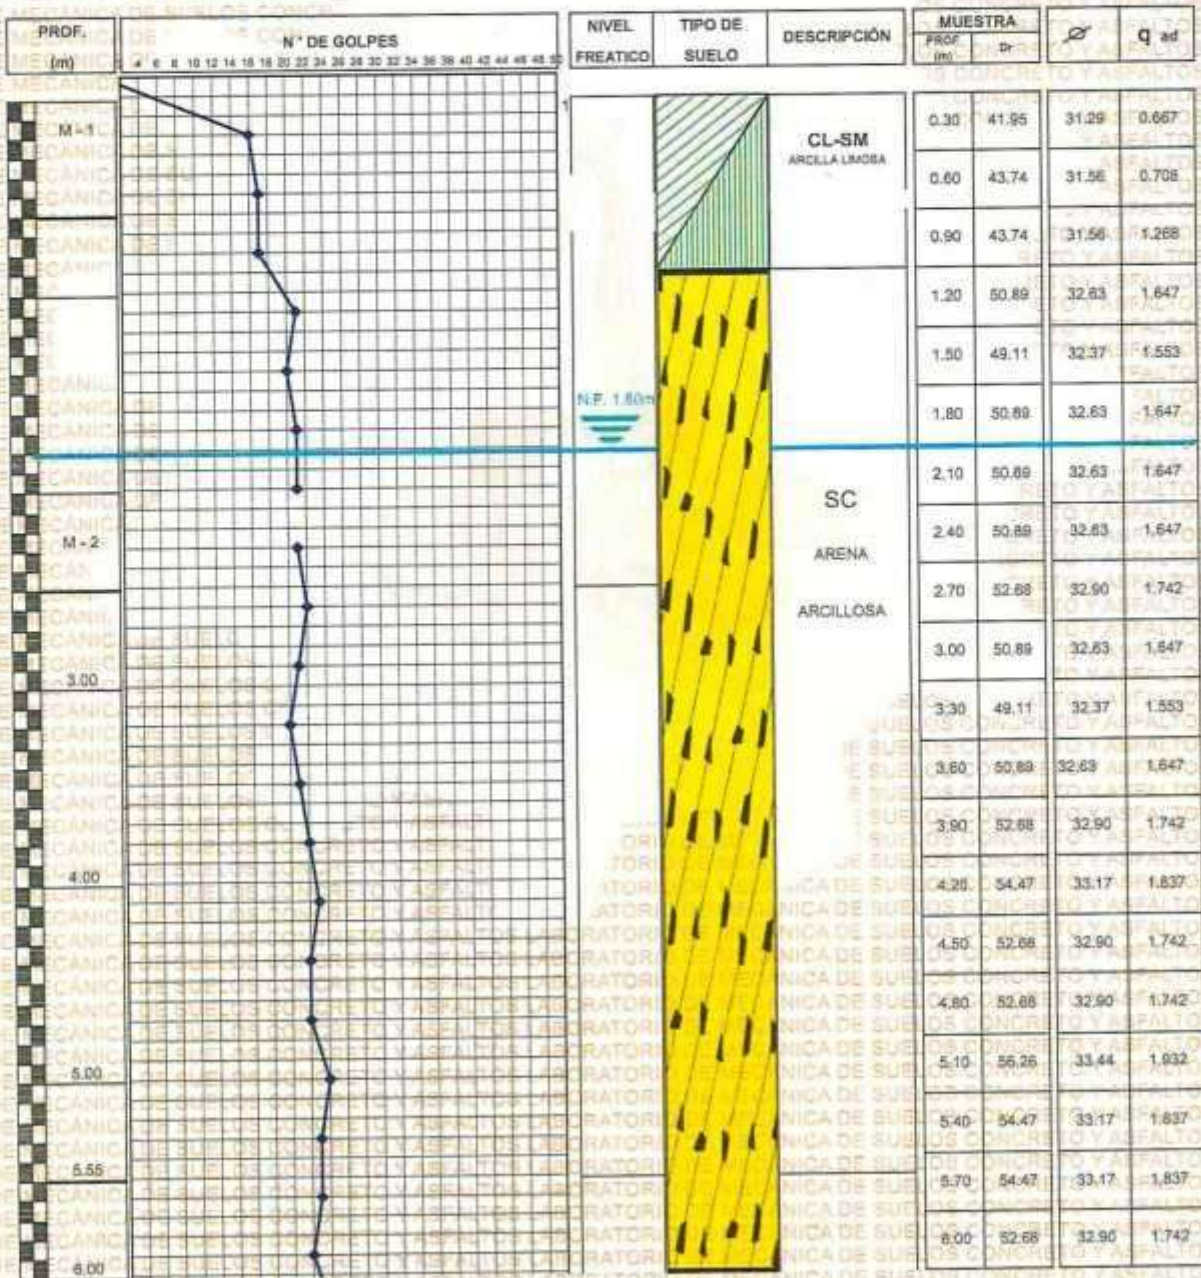 PROF. (m)
N° DE GOLPES
4 6 8 10 12 14 16 18 20 22 24 26 28 30 32 34 36 38 40 42 44 46 48 50
NIVEL FREATICO
TIPO DE SUELO
DESCRIPCIÓN
MUESTRA
PROF. (m)
Dr
Ø
q ad
M - 1
M - 2
3.00
4.00
5.00
5.55
6.00
N.F. 1.80m
CL-SM
ARCILLA LIMOSA
SC
ARENA
ARCILLOSA
0.30 41.95 31.29 0.667
0.60 43.74 31.56 0.708
0.90 43.74 31.56 1.268
1.20 50.89 32.63 1.647
1.50 49.11 32.37 1.553
1.80 50.89 32.63 1.647
2.10 50.89 32.63 1.647
2.40 50.89 32.63 1.647
2.70 52.68 32.90 1.742
3.00 50.89 32.63 1.647
3.30 49.11 32.37 1.553
3.60 50.89 32.63 1.647
3.90 52.68 32.90 1.742
4.20 54.47 33.17 1.837
4.50 52.68 32.90 1.742
4.80 52.68 32.90 1.742
5.10 56.26 33.44 1.932
5.40 54.47 33.17 1.837
5.70 54.47 33.17 1.837
6.00 52.68 32.90 1.742
LABORATORIO DE MECANICA DE SUELOS CONCRETO Y ASFALTOS